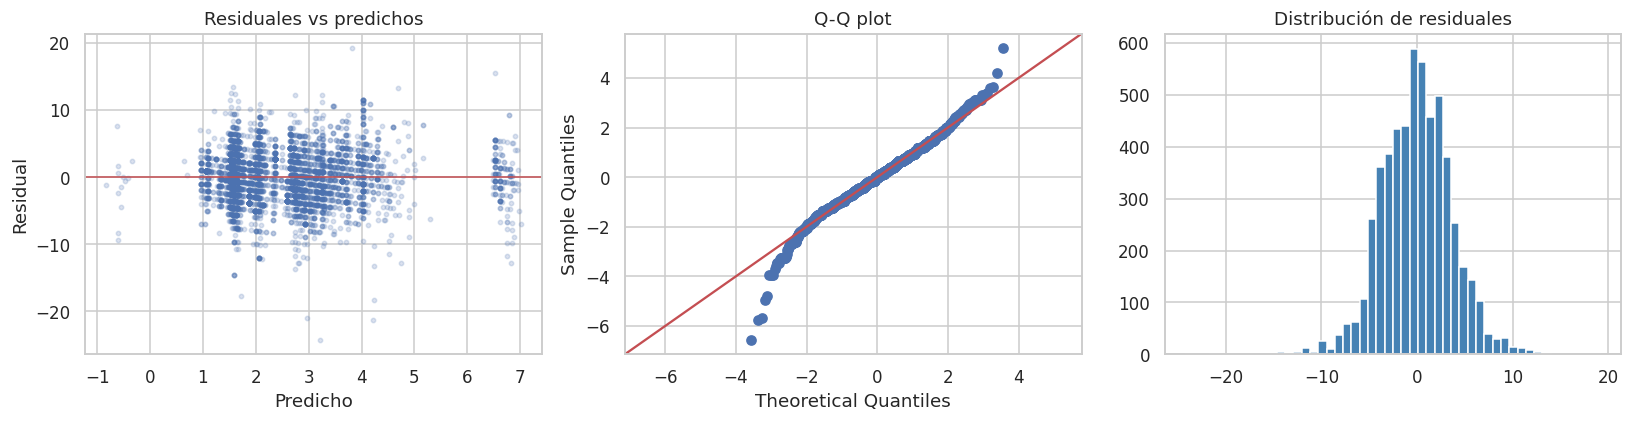 Residuales vs predichos
Residual
20
10
0
−10
−20
−1 0 1 2 3 4 5 6 7
Predicho
Q-Q plot
Sample Quantiles
4
2
0
−2
−4
−6
−6 −4 −2 0 2 4
Theoretical Quantiles
Distribución de residuales
600
500
400
300
200
100
0
−20 −10 0 10 20